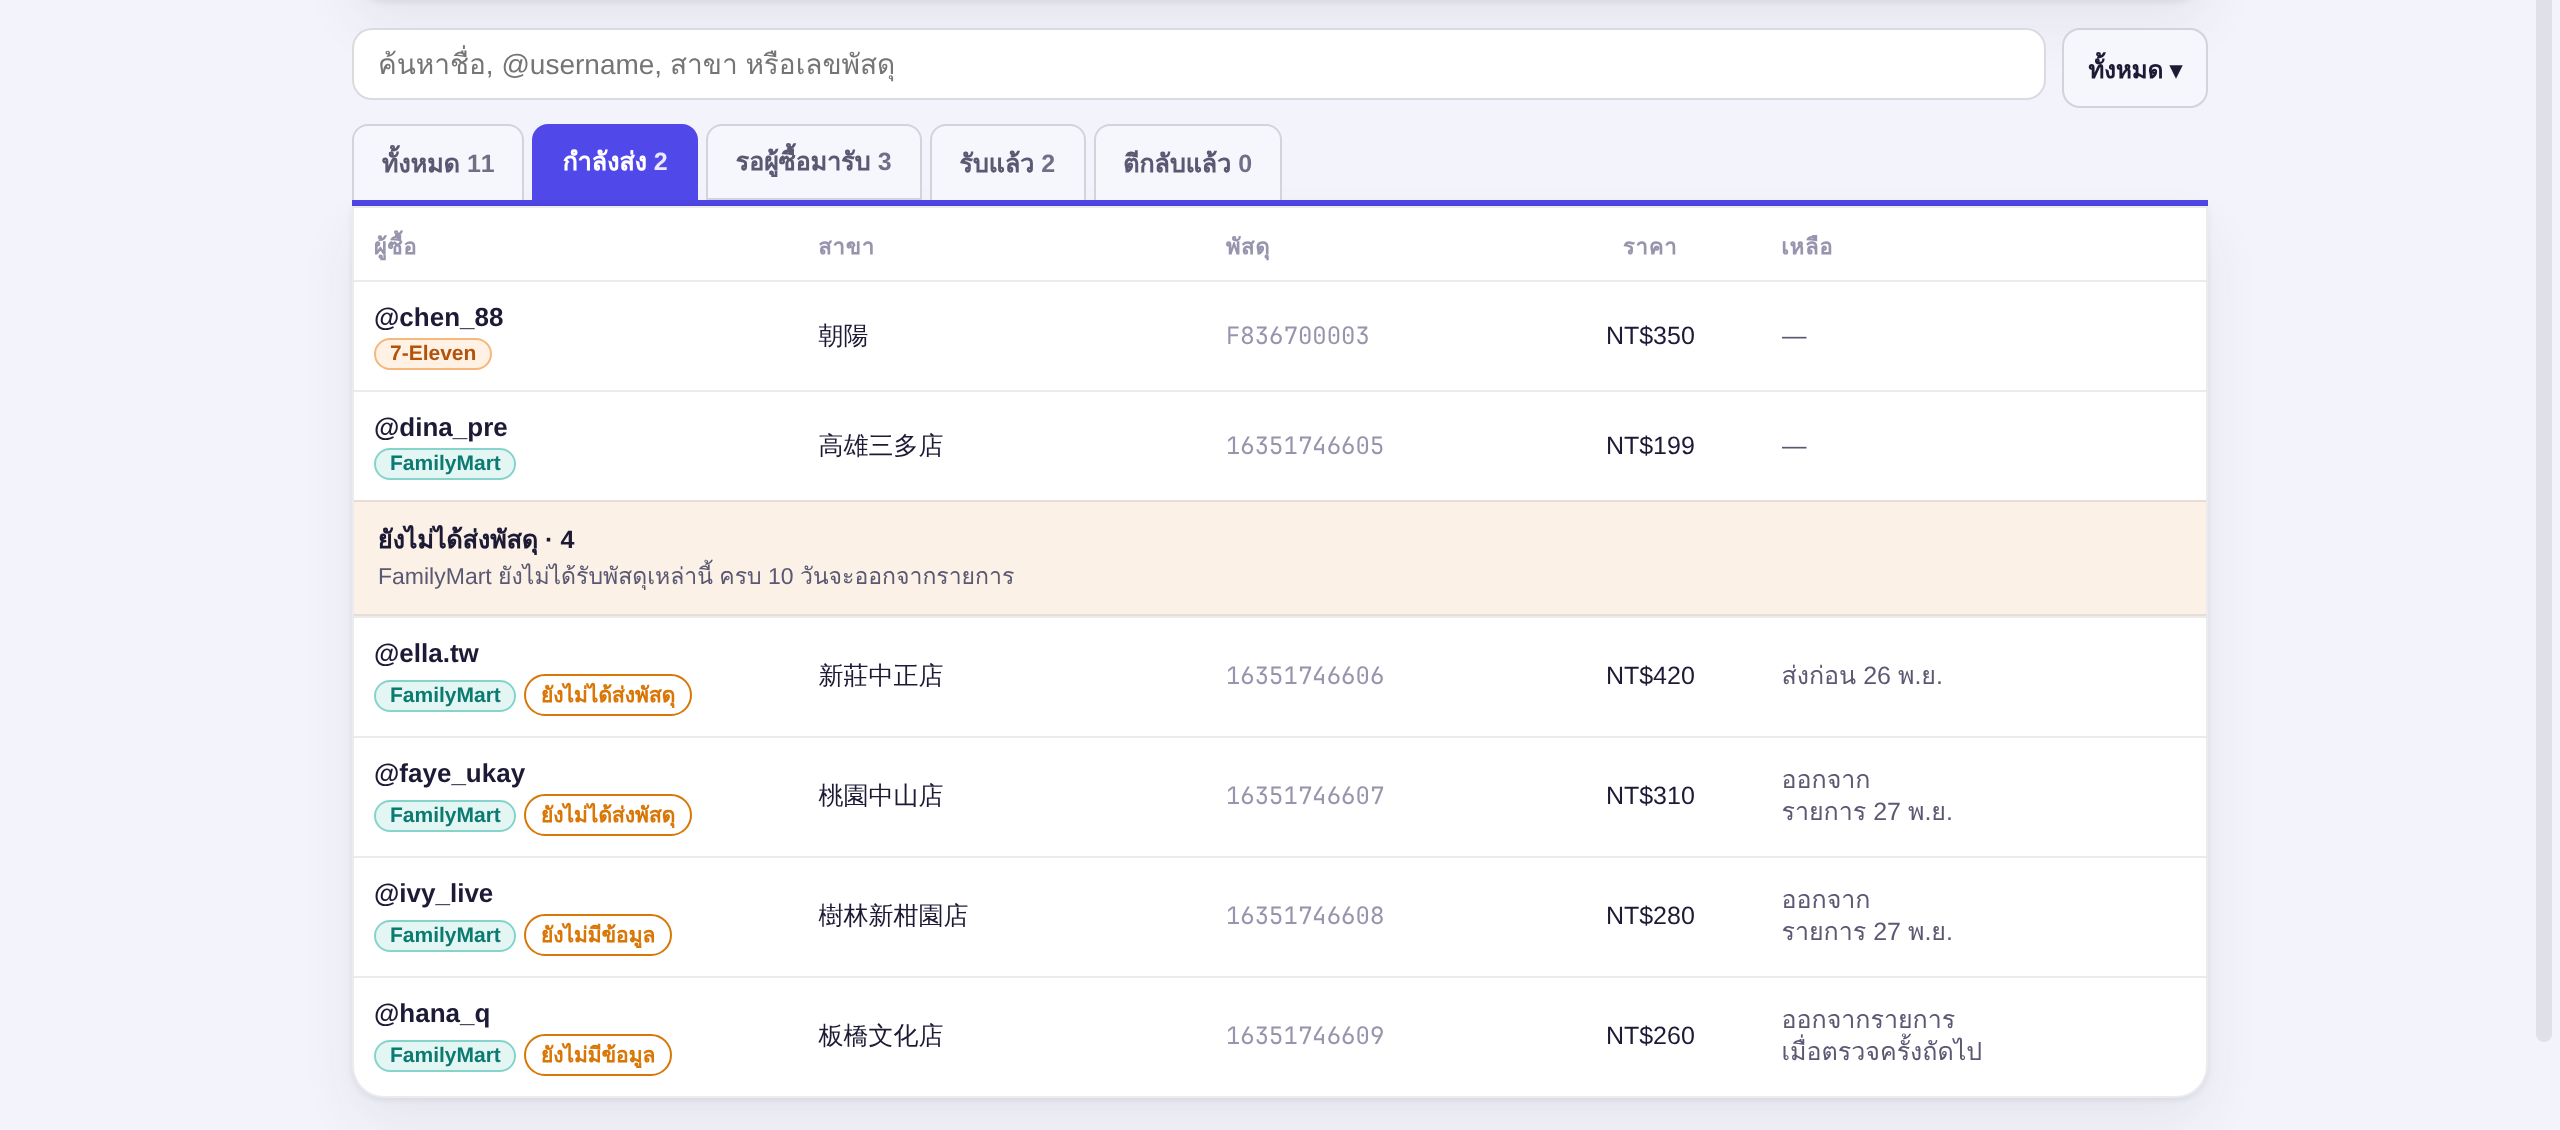 ค้นหาชื่อ, @username, สาขา หรือเลขพัสดุ
ทั้งหมด ▾
ทั้งหมด 11
กำลังส่ง 2
รอผู้ซื้อมารับ 3
รับแล้ว 2
ตีกลับแล้ว 0
ผู้ซื้อ สาขา พัสดุ ราคา เหลือ
@chen_88
7-Eleven
朝陽
F836700003
NT$350
—
@dina_pre
FamilyMart
高雄三多店
16351746605
NT$199
—
ยังไม่ได้ส่งพัสดุ · 4
FamilyMart ยังไม่ได้รับพัสดุเหล่านี้ ครบ 10 วันจะออกจากรายการ
@ella.tw
FamilyMart ยังไม่ได้ส่งพัสดุ
新莊中正店
16351746606
NT$420
ส่งก่อน 26 พ.ย.
@faye_ukay
FamilyMart ยังไม่ได้ส่งพัสดุ
桃園中山店
16351746607
NT$310
ออกจาก
รายการ 27 พ.ย.
@ivy_live
FamilyMart ยังไม่มีข้อมูล
樹林新柑園店
16351746608
NT$280
ออกจาก
รายการ 27 พ.ย.
@hana_q
FamilyMart ยังไม่มีข้อมูล
板橋文化店
16351746609
NT$260
ออกจากรายการ
เมื่อตรวจครั้งถัดไป